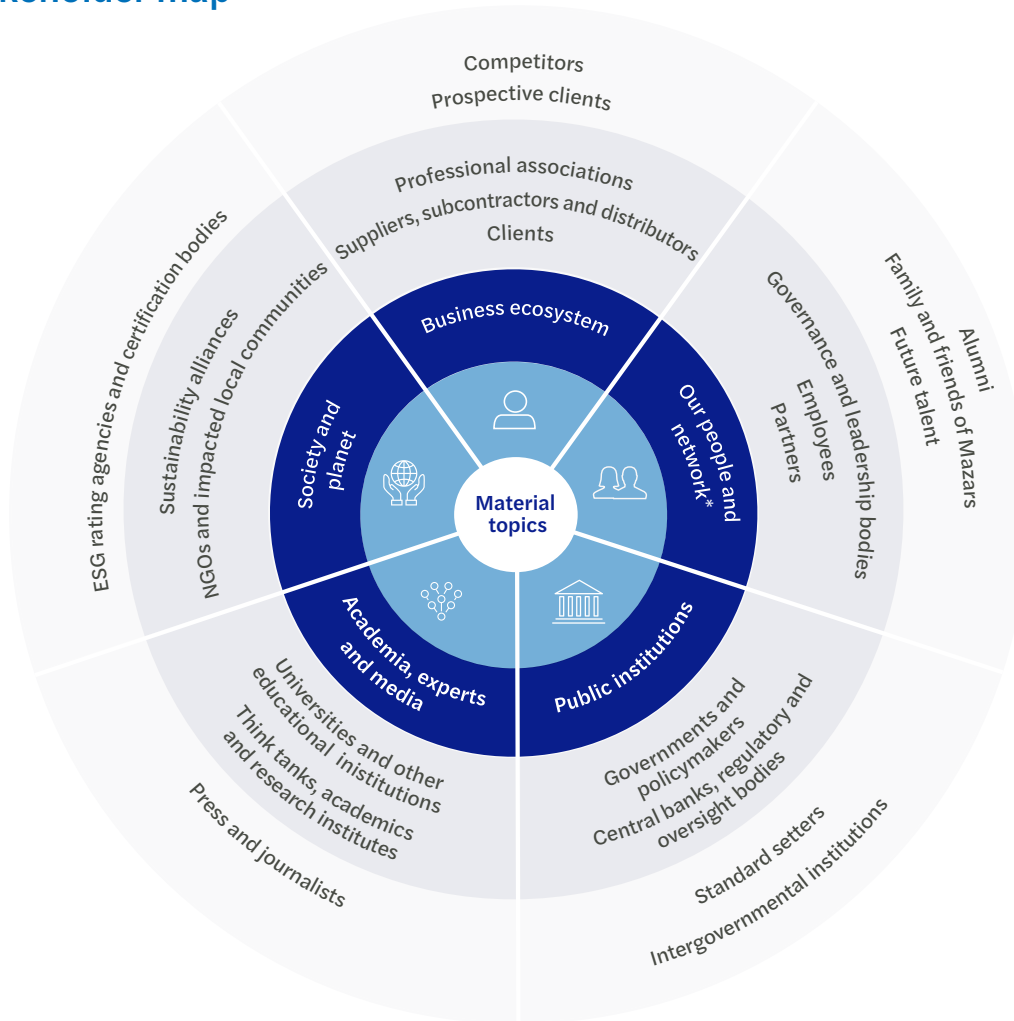 keholder map
Competitors
Prospective clients
Professional associations
Suppliers, subcontractors and distributors
Clients
Business ecosystem
Alumni
Family and friends of Mazars
Future talent
Governance and leadership bodies
Employees
Partners
Our people and
network*
Material
topics
Society and
planet
ESG rating agencies and certification bodies
Sustainability alliances
NGOs and impacted local communities
Academia, experts
and media
Universities and other
educational inistitutions
Think tanks, academics
and research institutes
Press and journalists
Public institutions
Governments and
policymakers
Central banks, regulatory and
oversight bodies
Standard setters
Intergovernmental institutions